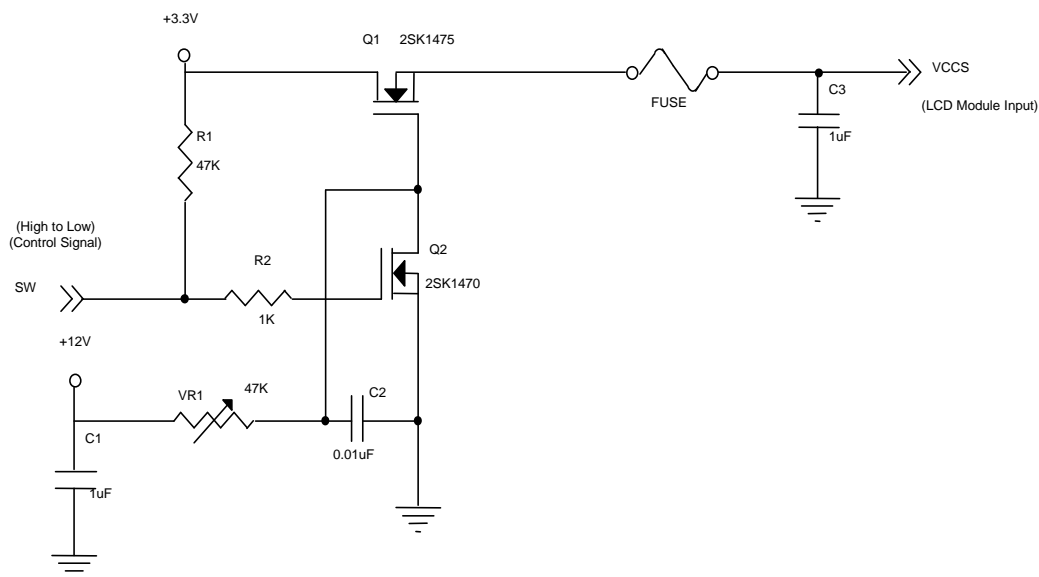 +3.3V
Q1 2SK1475
VCCS
FUSE
C3
(LCD Module Input)
1uF
R1
47K
(High to Low)
(Control Signal)
Q2
R2
2SK1470
SW
1K
+12V
VR1
47K
C2
C1
0.01uF
1uF